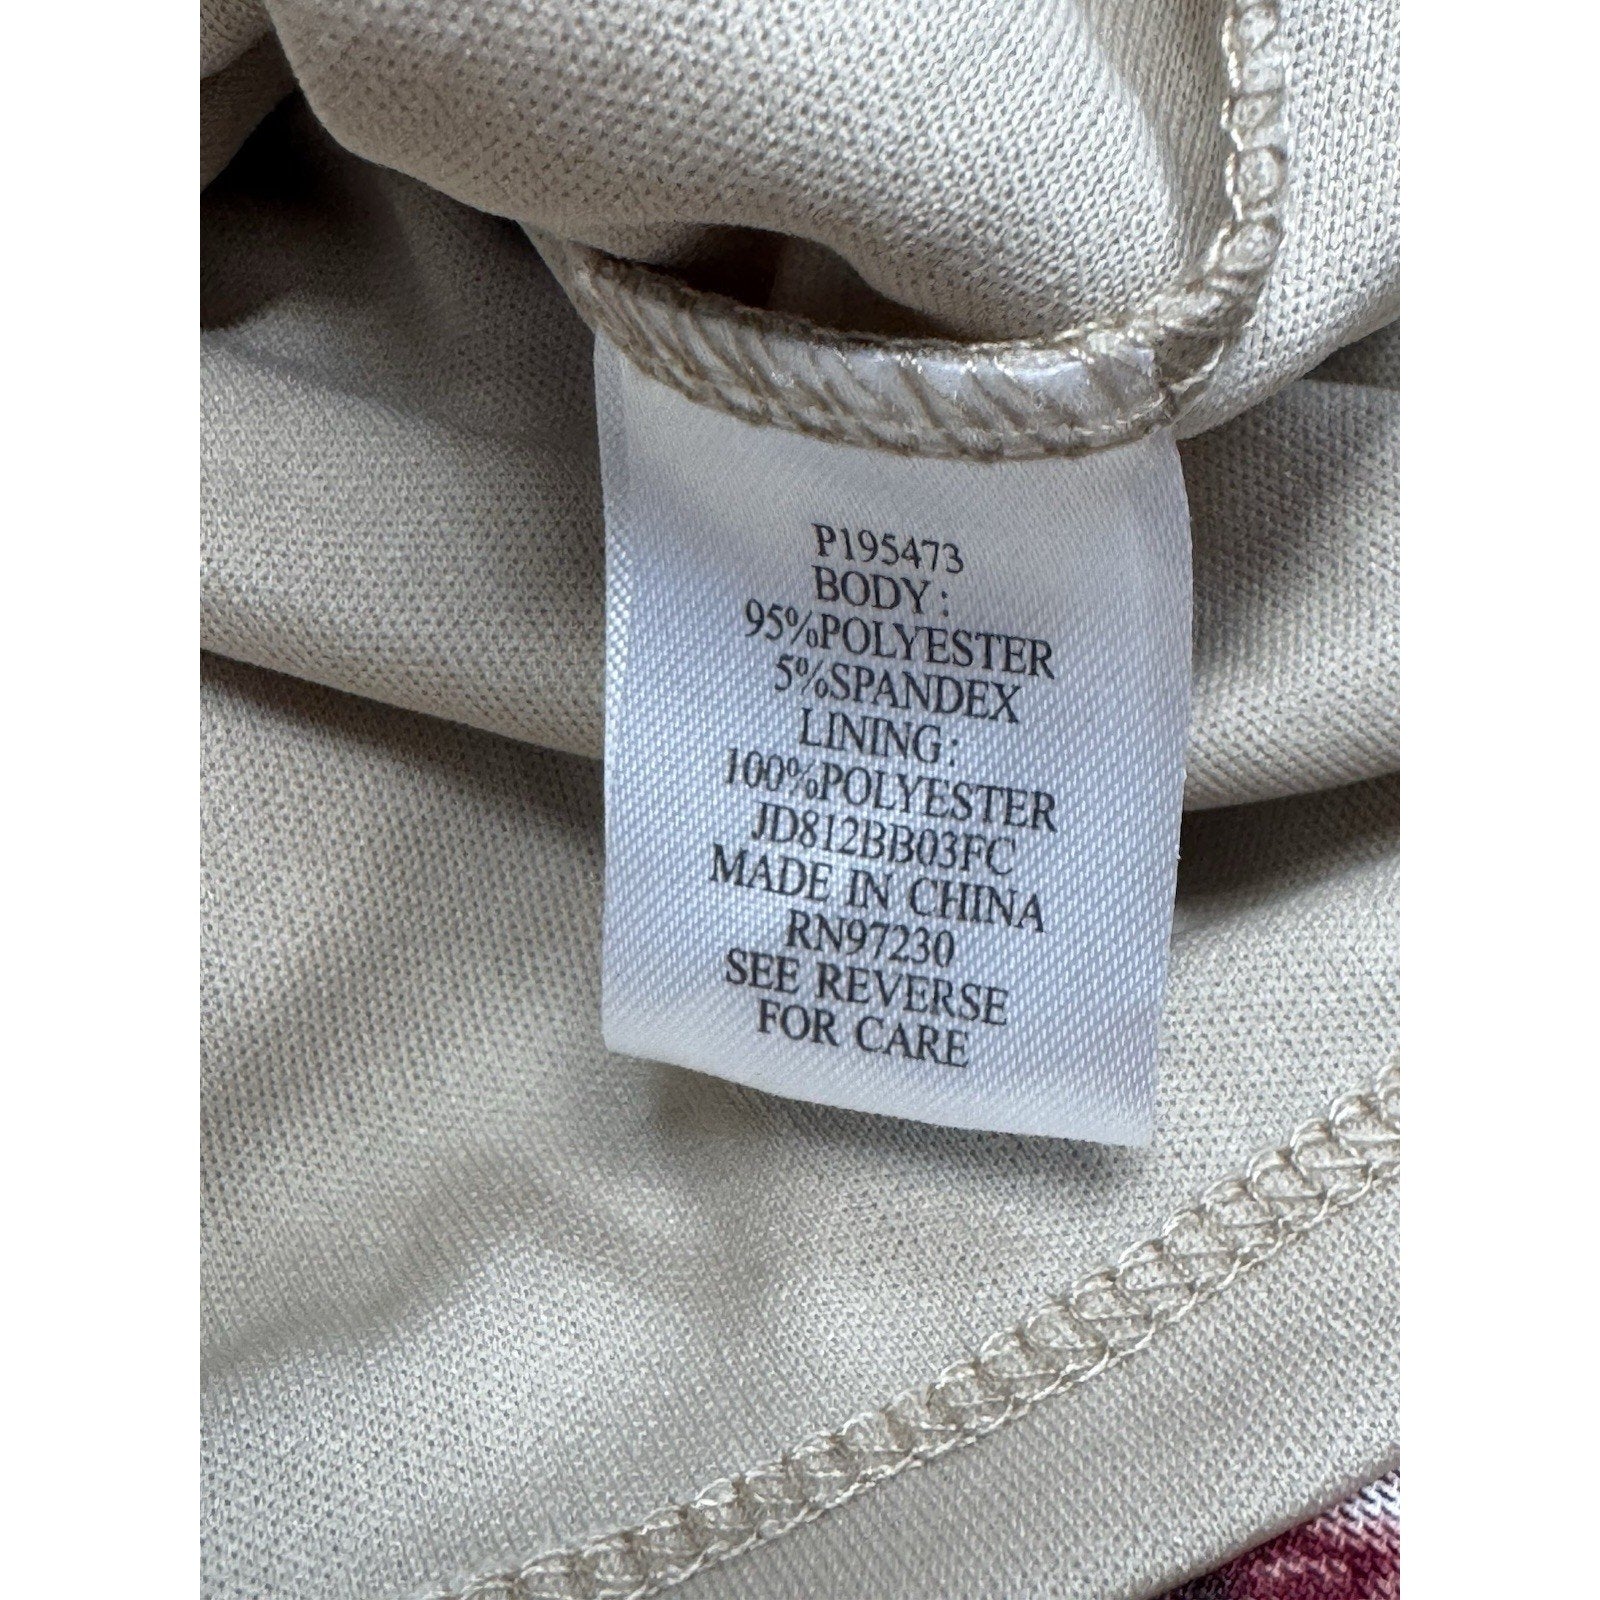 P195473
BODY:
95%POLYESTER
5%SPANDEX
LINING:
100%POLYESTER
JD812BB03FC
MADE IN CHINA
RN97230
SEE REVERSE
FOR CARE